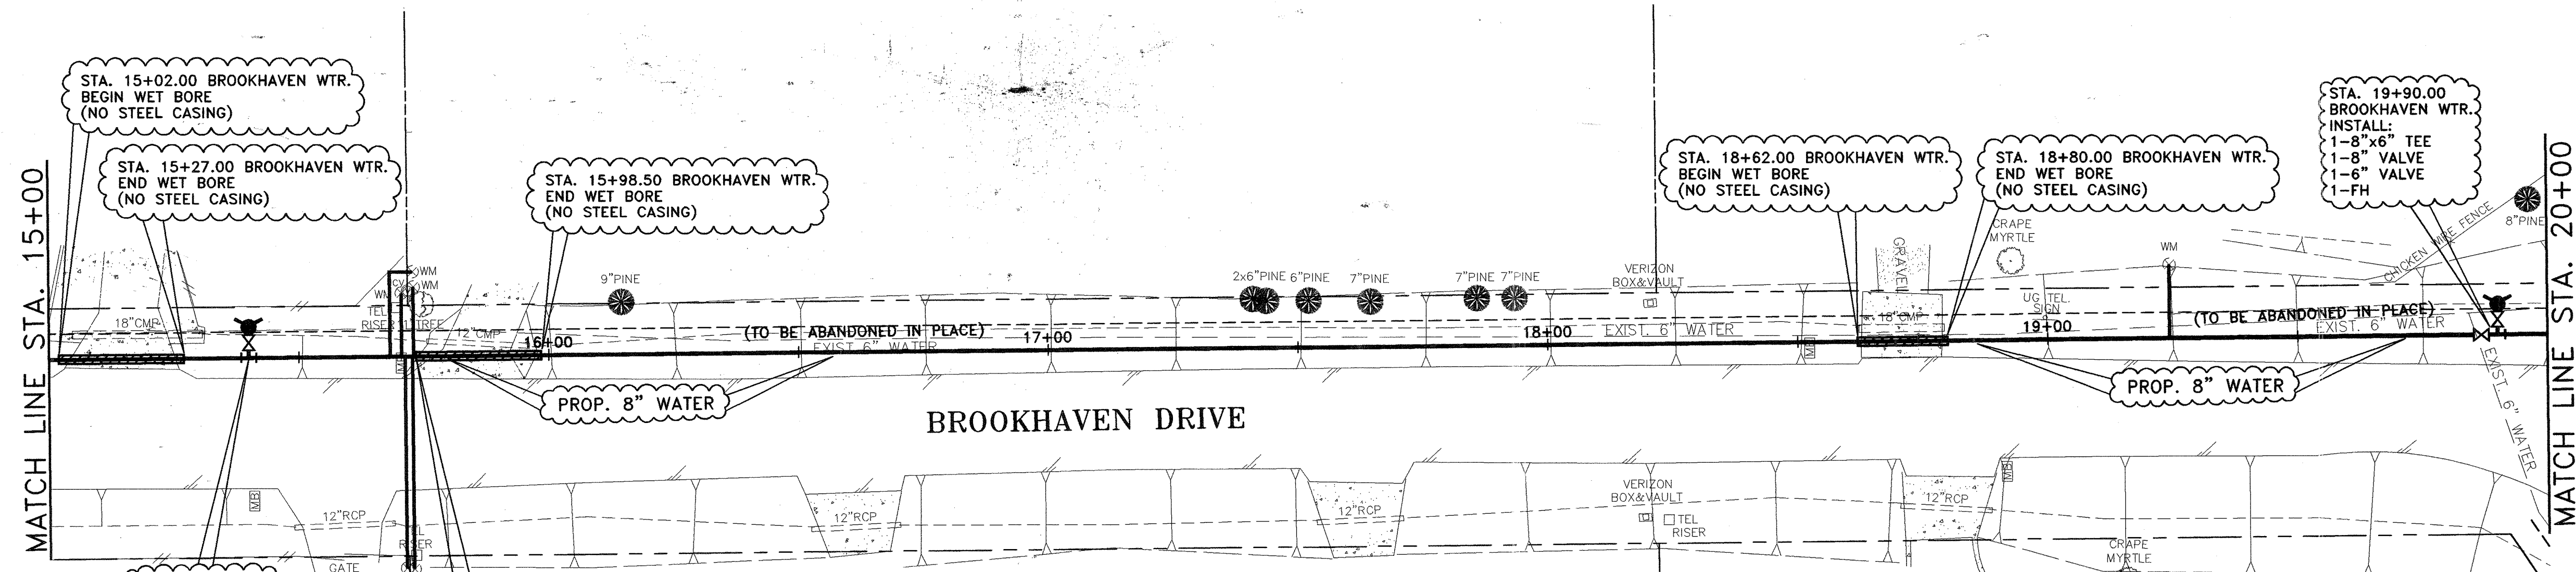 STA. 15+02.00 BROOKHAVEN WTR.
BEGIN WET BORE
(NO STEEL CASING)
STA. 15+27.00 BROOKHAVEN WTR.
END WET BORE
(NO STEEL CASING)
STA. 15+98.50 BROOKHAVEN WTR.
END WET BORE
(NO STEEL CASING)
STA. 18+62.00 BROOKHAVEN WTR.
BEGIN WET BORE
(NO STEEL CASING)
STA. 18+80.00 BROOKHAVEN WTR.
END WET BORE
(NO STEEL CASING)
STA. 19+90.00
BROOKHAVEN WTR.
INSTALL:
1-8"x6" TEE
1-8" VALVE
1-6" VALVE
1-FH
MATCH LINE STA. 15+00
MATCH LINE STA. 20+00
8"PINE
CHICKEN WIRE FENCE
CRAPE
MYRTLE
WM
GRAVEL
VERIZON
BOX&VAULT
9"PINE
2x6"PINE
6"PINE
7"PINE
7"PINE
7"PINE
WM
WM
WM
CV
TEL
RISER
TREE
18"CMP
12"CMP
18"CMP
UG TEL.
SIGN
16+00
17+00
18+00
19+00
(TO BE ABANDONED IN PLACE)
EXIST. 6" WATER
EXIST. 6" WATER
(TO BE ABANDONED IN PLACE)
EXIST. 6" WATER
MB
EXIST. 6" WATER
PROP. 8" WATER
PROP. 8" WATER
BROOKHAVEN DRIVE
MB
MB
12"RCP
12"RCP
12"RCP
12"RCP
VERIZON
BOX&VAULT
TEL
RISER
GATE
CRAPE
MYRTLE